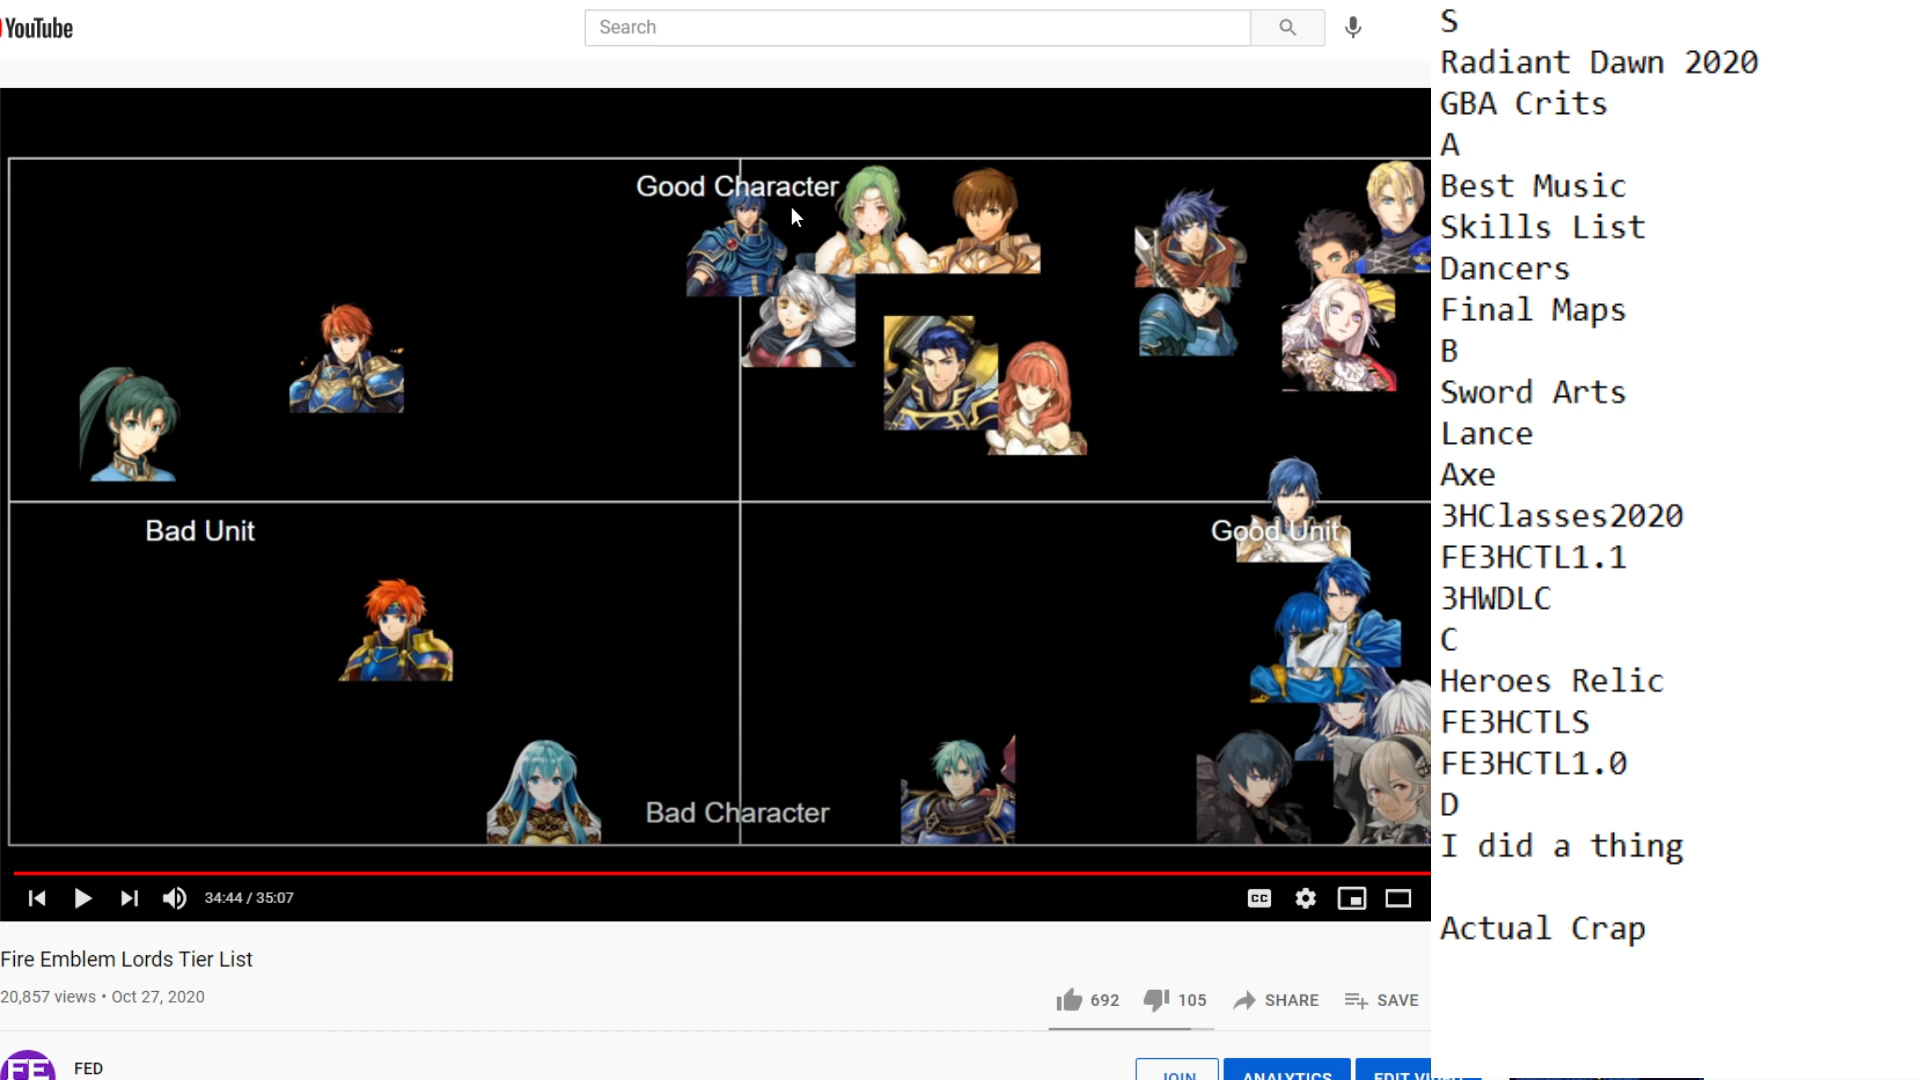 YouTube
Search
Good Character
Bad Unit
Good Unit
Bad Character
34:44 / 35:07
CC
Fire Emblem Lords Tier List
20,857 views • Oct 27, 2020
692
105
SHARE
SAVE
FE
FED
JOIN
ANALYTICS
EDIT
S
Radiant Dawn 2020
GBA Crits
A
Best Music
Skills List
Dancers
Final Maps
B
Sword Arts
Lance
Axe
3HClasses2020
FE3HCTL1.1
3HWDLC
C
Heroes Relic
FE3HCTLS
FE3HCTL1.0
D
I did a thing
Actual Crap